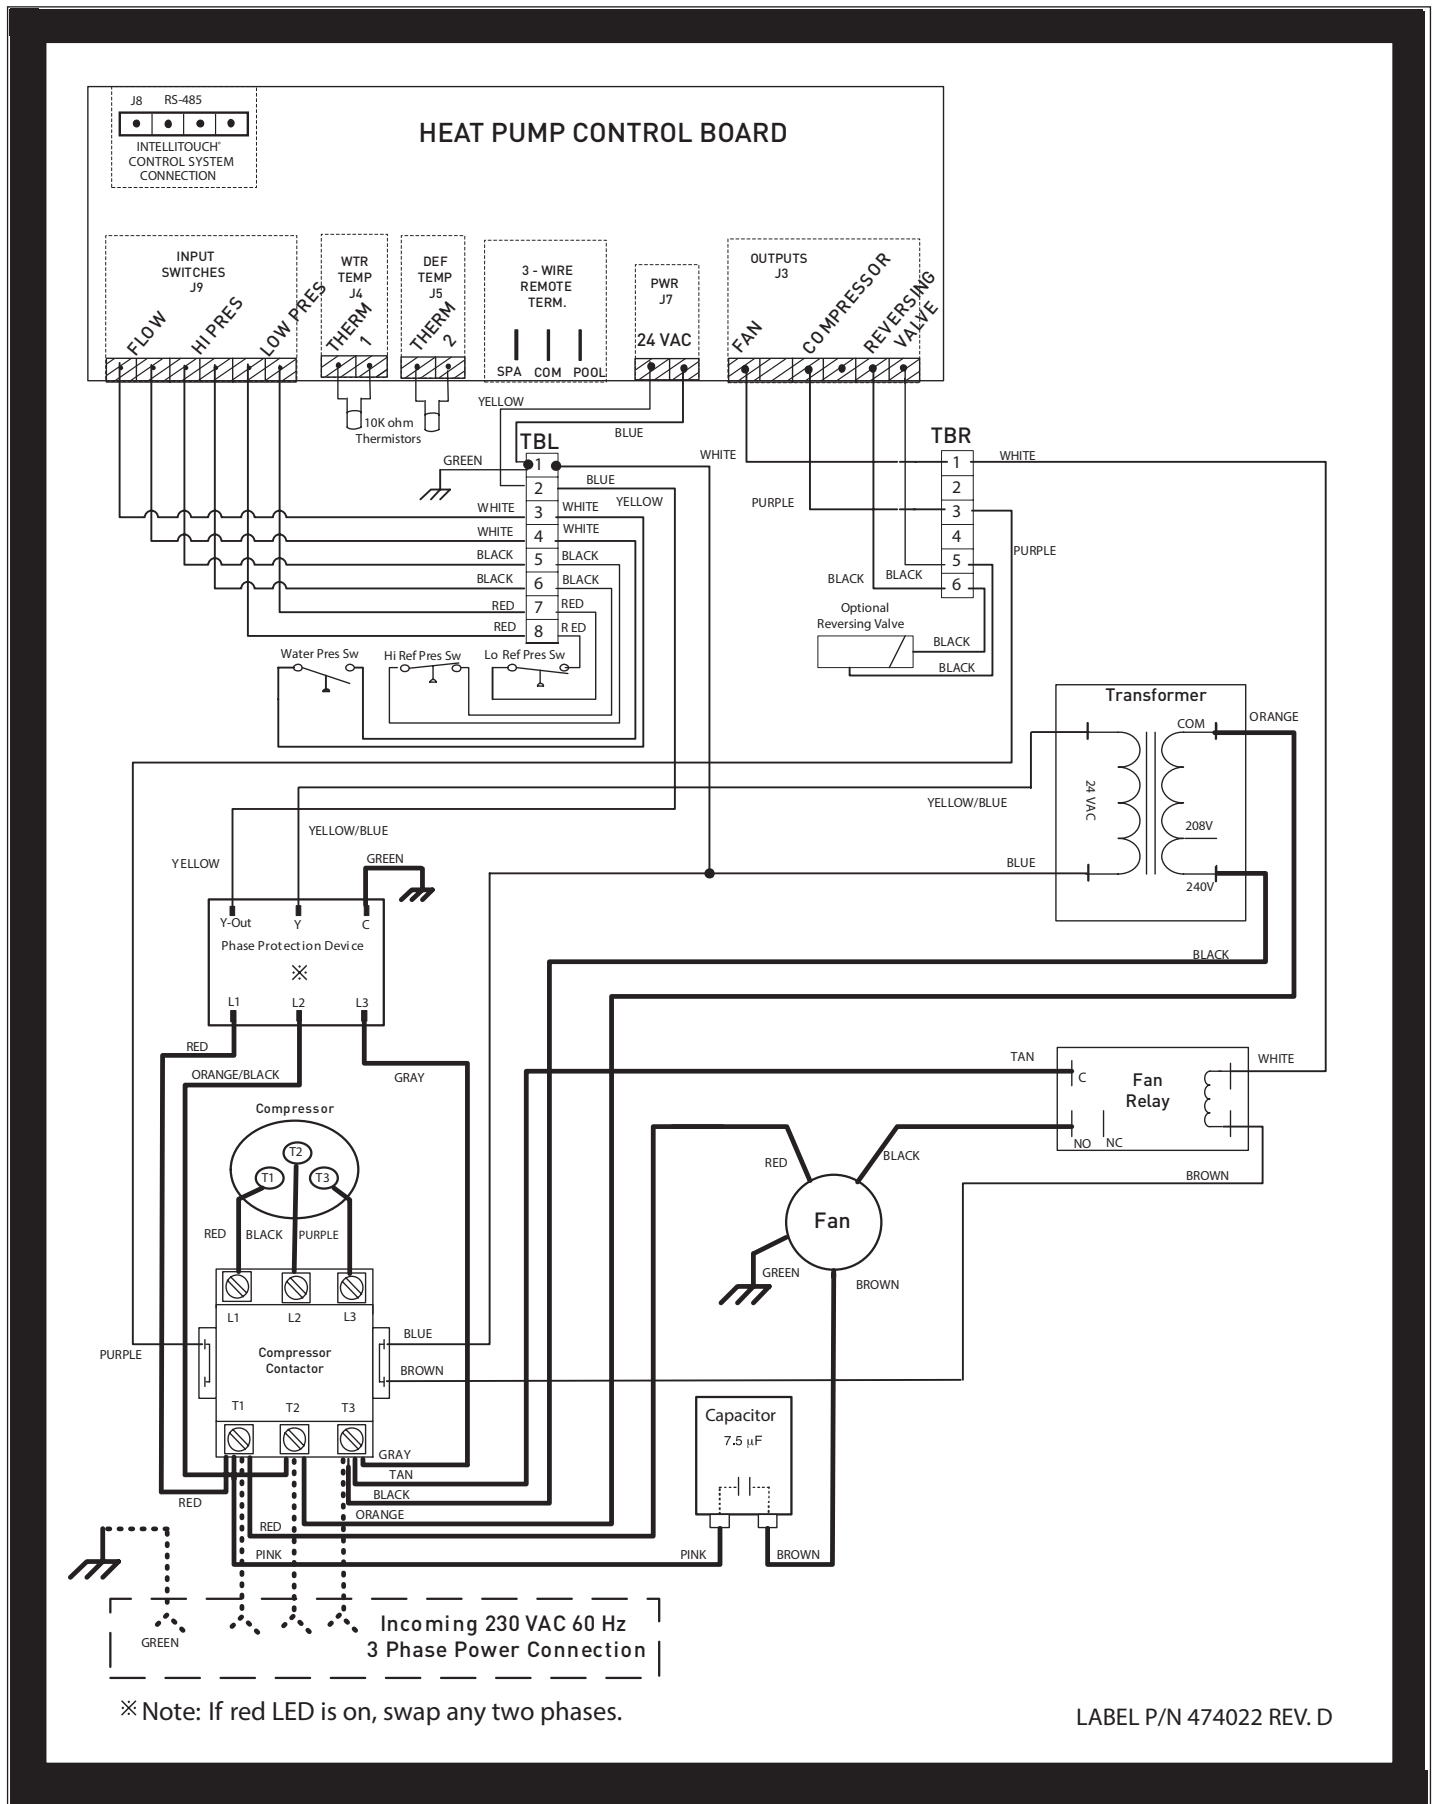 J8 RS-485
INTELLITOUCH®
CONTROL SYSTEM
CONNECTION
HEAT PUMP CONTROL BOARD
INPUT
SWITCHES
J9
FLOW
HI PRES
LOW PRES
WTR
TEMP
J4
THERM
1
DEF
TEMP
J5
THERM
2
3 - WIRE
REMOTE
TERM.
SPA COM POOL
PWR
J7
24 VAC
OUTPUTS
J3
FAN
COMPRESSOR
REVERSING
VALVE
10K ohm
Thermistors
YELLOW
BLUE
TBL
GREEN
1
2
3
4
5
6
7
8
BLUE
YELLOW
WHITE WHITE
WHITE WHITE
BLACK BLACK
BLACK BLACK
RED RED
RED RED
TBR
WHITE
WHITE
1
2
3
4
5
6
PURPLE
PURPLE
BLACK
BLACK
Optional
Reversing Valve
BLACK
BLACK
Water Pres Sw
Hi Ref Pres Sw
Lo Ref Pres Sw
Transformer
COM
ORANGE
24 VAC
208V
240V
YELLOW/BLUE
YELLOW/BLUE
YELLOW
GREEN
BLUE
BLACK
Y-Out Y C
Phase Protection Device
※
L1 L2 L3
RED
ORANGE/BLACK
GRAY
TAN
C
Fan
Relay
NO NC
WHITE
BROWN
Compressor
T2
T1
T3
RED BLACK PURPLE
RED
BLACK
Fan
GREEN
BROWN
L1 L2 L3
Compressor
Contactor
T1 T2 T3
PURPLE
BLUE
BROWN
Capacitor
7.5 µF
GRAY
TAN
BLACK
ORANGE
RED
RED
PINK
PINK
BROWN
GREEN
Incoming 230 VAC 60 Hz
3 Phase Power Connection
※ Note: If red LED is on, swap any two phases.
LABEL P/N 474022 REV. D